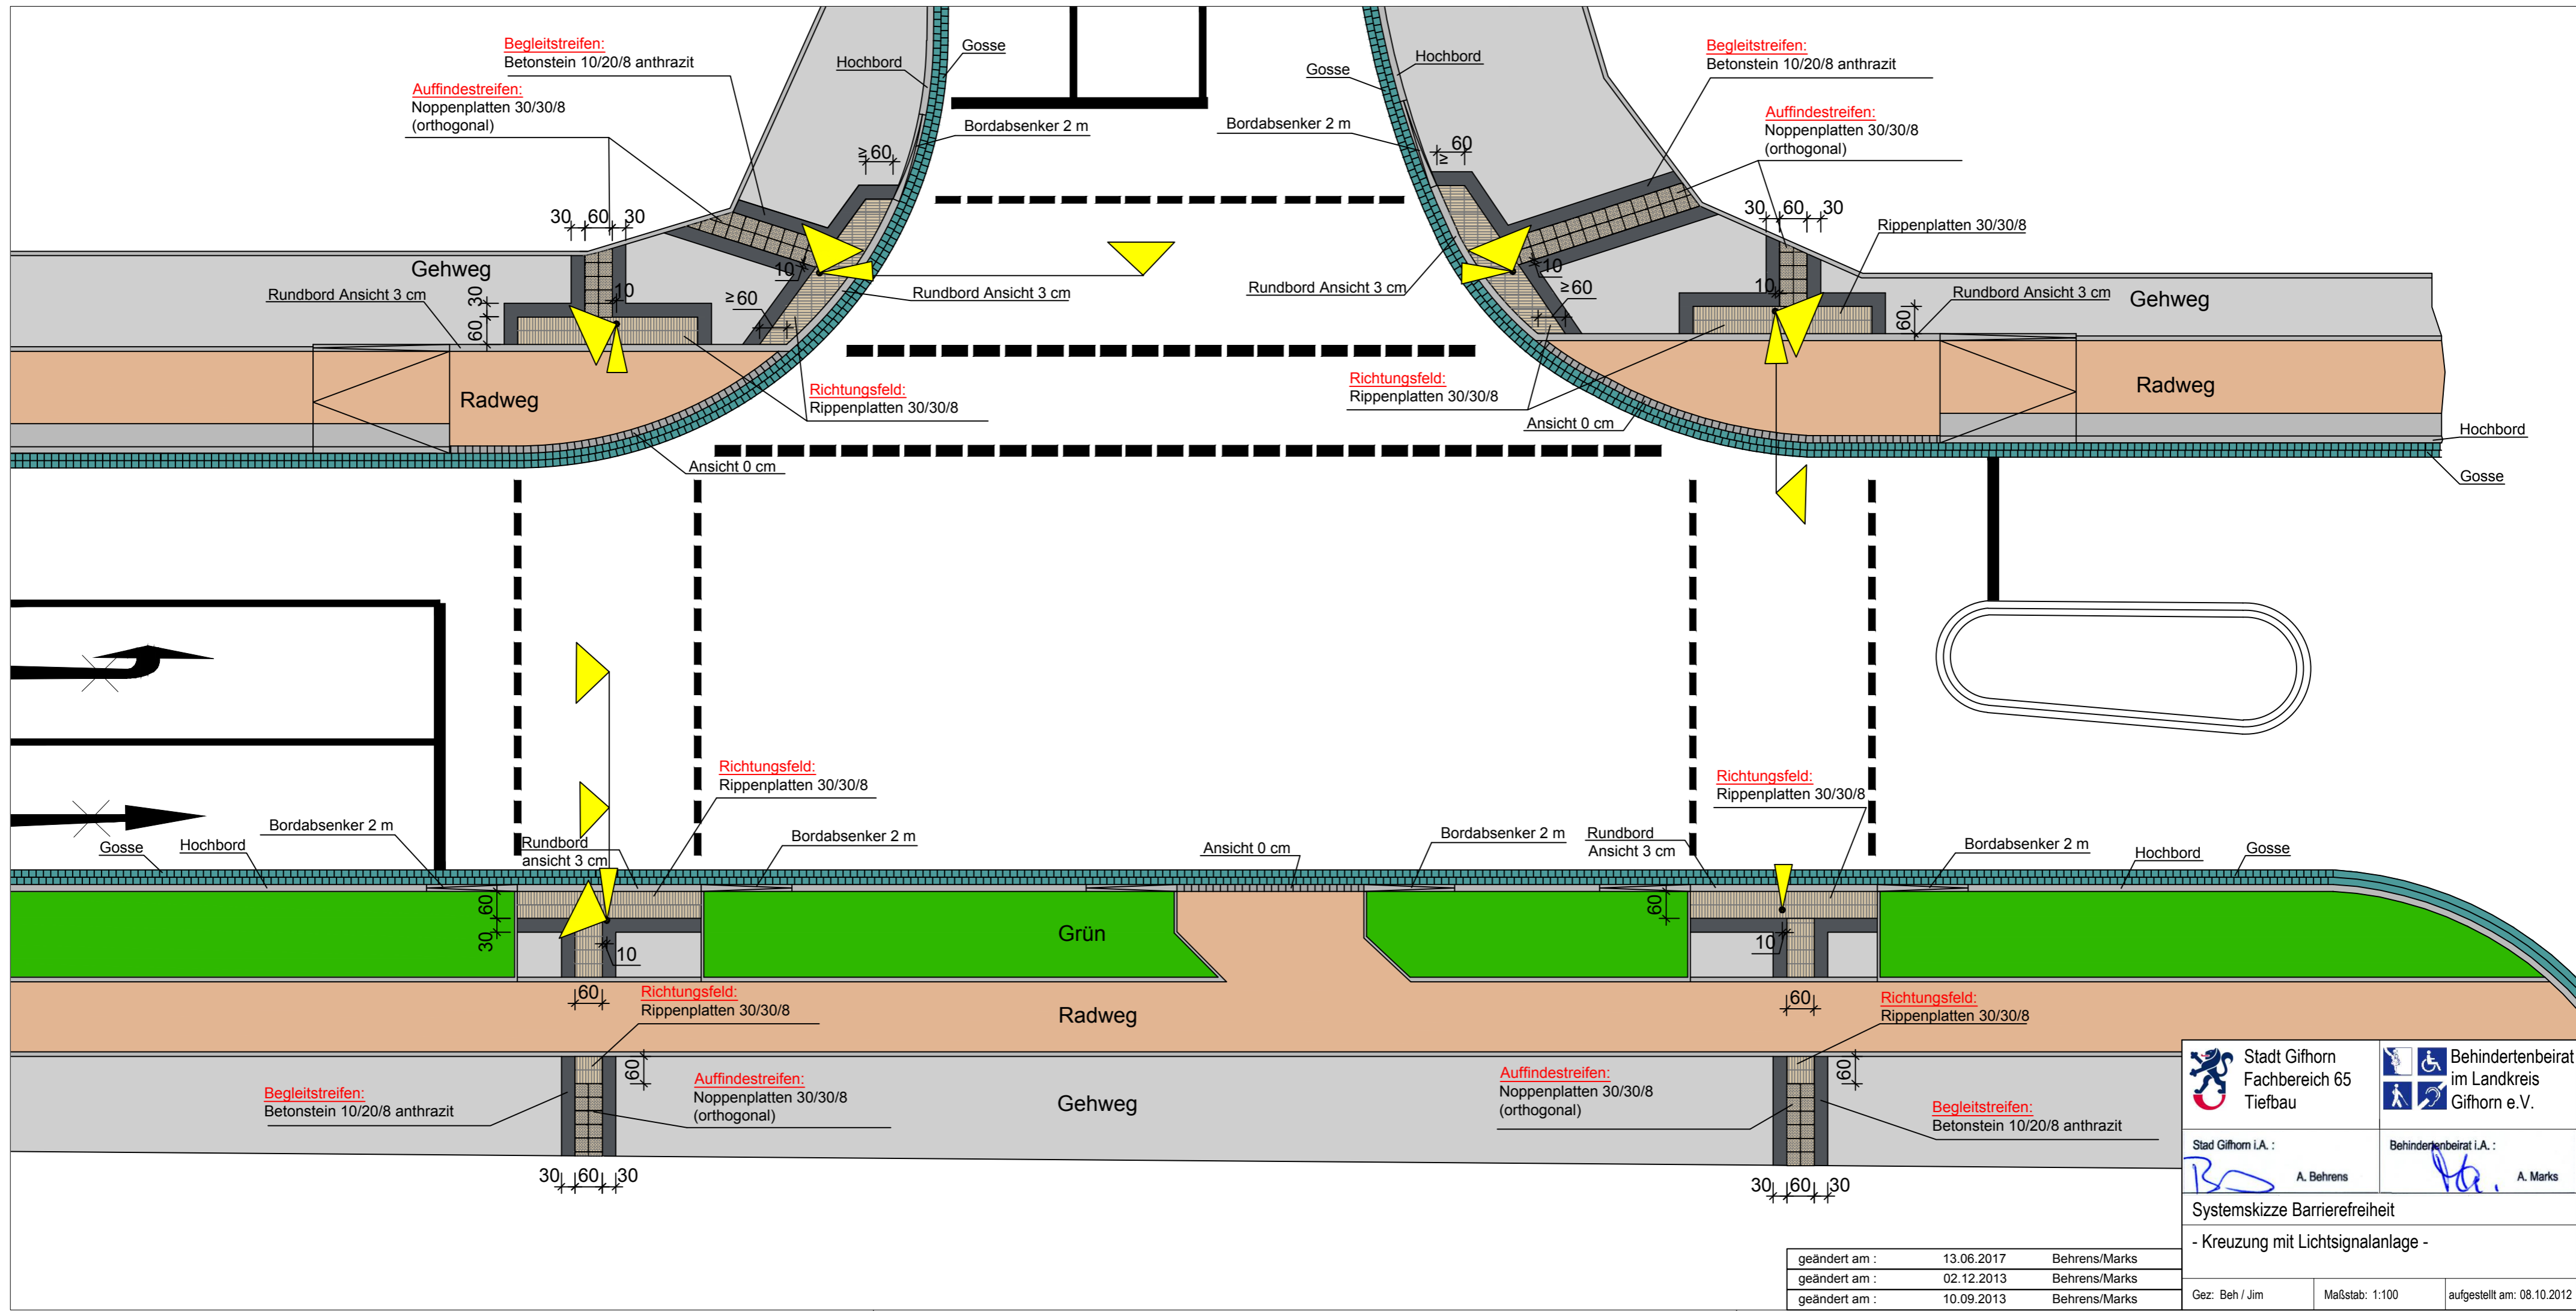 Begleitstreifen:
Betonstein 10/20/8 anthrazit
Auffindestreifen:
Noppenplatten 30/30/8
(orthogonal)
Hochbord
Gosse
Bordabsenker 2 m
≥60
30 60 30
Gehweg
Rundbord Ansicht 3 cm
30
60
10
10
≥60
Rundbord Ansicht 3 cm
Radweg
Richtungsfeld:
Rippenplatten 30/30/8
Ansicht 0 cm
Gosse
Hochbord
Bordabsenker 2 m
≥ 60
Begleitstreifen:
Betonstein 10/20/8 anthrazit
Auffindestreifen:
Noppenplatten 30/30/8
(orthogonal)
30 60 30
Rippenplatten 30/30/8
Rundbord Ansicht 3 cm
10
≥60
10
Rundbord Ansicht 3 cm
60
Gehweg
Richtungsfeld:
Rippenplatten 30/30/8
Ansicht 0 cm
Radweg
Hochbord
Gosse
Richtungsfeld:
Rippenplatten 30/30/8
Gosse
Hochbord
Bordabsenker 2 m
Rundbord
ansicht 3 cm
Bordabsenker 2 m
60
30
10
60
Ansicht 0 cm
Grün
Richtungsfeld:
Rippenplatten 30/30/8
Bordabsenker 2 m
Rundbord
Ansicht 3 cm
Bordabsenker 2 m
Hochbord
Gosse
60
10
60
Richtungsfeld:
Rippenplatten 30/30/8
Radweg
Richtungsfeld:
Rippenplatten 30/30/8
Begleitstreifen:
Betonstein 10/20/8 anthrazit
60
Auffindestreifen:
Noppenplatten 30/30/8
(orthogonal)
Gehweg
Auffindestreifen:
Noppenplatten 30/30/8
(orthogonal)
60
Begleitstreifen:
Betonstein 10/20/8 anthrazit
30 60 30
30 60 30
Stadt Gifhorn
Fachbereich 65
Tiefbau
Behindertenbeirat
im Landkreis
Gifhorn e.V.
Stad Gifhorn i.A. :
A. Behrens
Behindertenbeirat i.A. :
A. Marks
Systemskizze Barrierefreiheit
- Kreuzung mit Lichtsignalanlage -
geändert am : 13.06.2017 Behrens/Marks
geändert am : 02.12.2013 Behrens/Marks
geändert am : 10.09.2013 Behrens/Marks
Gez: Beh / Jim
Maßstab: 1:100
aufgestellt am: 08.10.2012